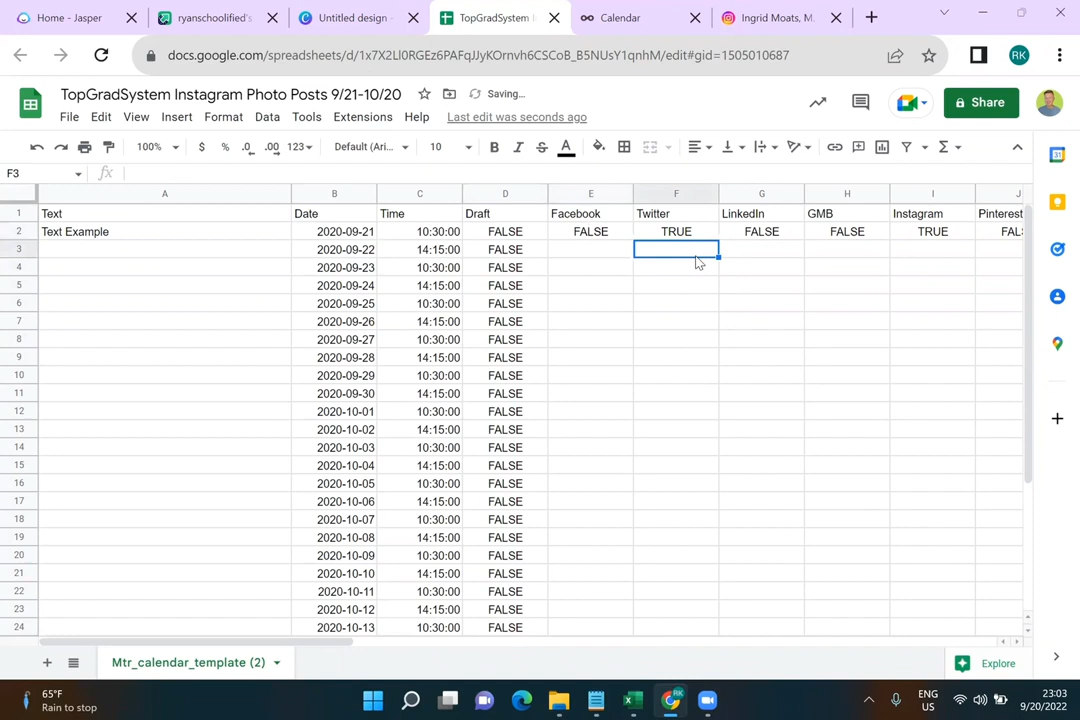 Home - Jasper
ryanschoolified's
Untitled design -
TopGradSystem I
Calendar
Ingrid Moats, M.
docs.google.com/spreadsheets/d/1x7X2Ll0RGEz6PAFqJJyKOrnvh6CSCoB_B5NUsY1qnhM/edit#gid=1505010687
RK
TopGradSystem Instagram Photo Posts 9/21-10/20
Saving...
Share
File Edit View Insert Format Data Tools Extensions Help Last edit was seconds ago
100% $ % .0 .00 123 Default (Ari... 10 B I S A
F3 fx
A B C D E F G H I J
1 Text Date Time Draft Facebook Twitter LinkedIn GMB Instagram Pinterest
2 Text Example 2020-09-21 10:30:00 FALSE FALSE TRUE FALSE FALSE TRUE FAL
3 2020-09-22 14:15:00 FALSE
4 2020-09-23 10:30:00 FALSE
5 2020-09-24 14:15:00 FALSE
6 2020-09-25 10:30:00 FALSE
7 2020-09-26 14:15:00 FALSE
8 2020-09-27 10:30:00 FALSE
9 2020-09-28 14:15:00 FALSE
10 2020-09-29 10:30:00 FALSE
11 2020-09-30 14:15:00 FALSE
12 2020-10-01 10:30:00 FALSE
13 2020-10-02 14:15:00 FALSE
14 2020-10-03 10:30:00 FALSE
15 2020-10-04 14:15:00 FALSE
16 2020-10-05 10:30:00 FALSE
17 2020-10-06 14:15:00 FALSE
18 2020-10-07 10:30:00 FALSE
19 2020-10-08 14:15:00 FALSE
20 2020-10-09 10:30:00 FALSE
21 2020-10-10 14:15:00 FALSE
22 2020-10-11 10:30:00 FALSE
23 2020-10-12 14:15:00 FALSE
24 2020-10-13 10:30:00 FALSE
Mtr_calendar_template (2)
Explore
65°F
Rain to stop
RK
ENG
US
23:03
9/20/2022